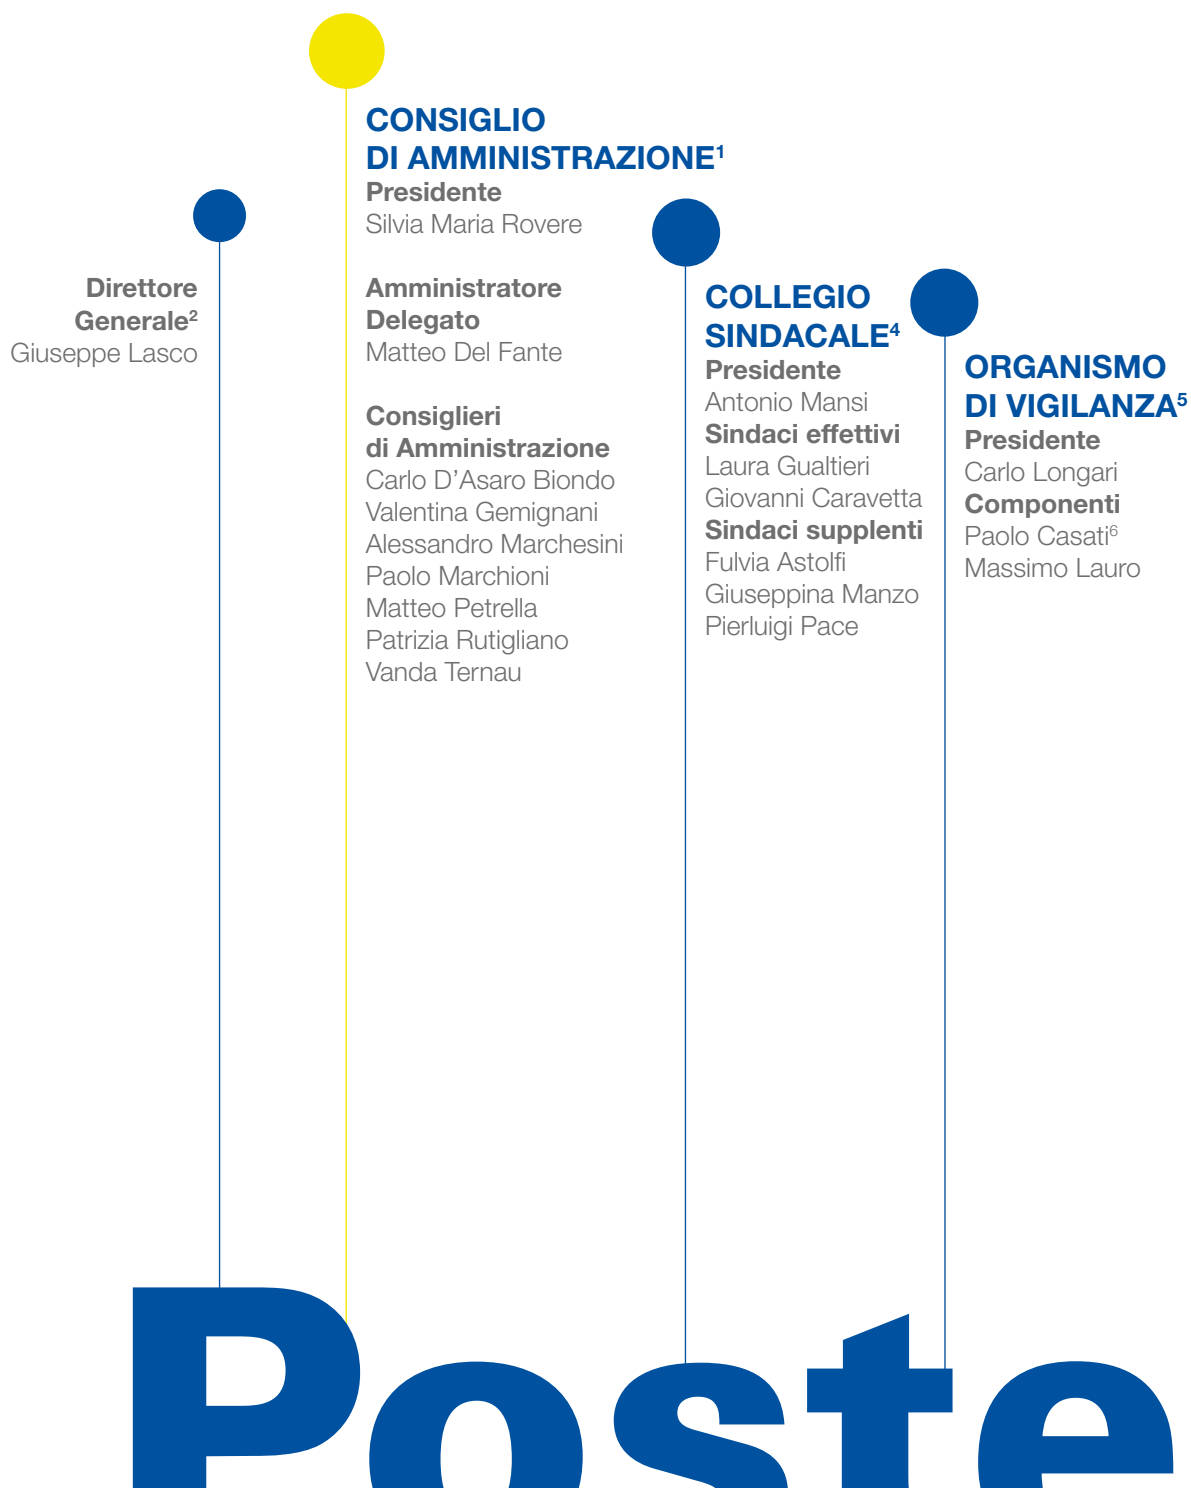 Direttore
Generale²
Giuseppe Lasco
CONSIGLIO
DI AMMINISTRAZIONE¹
Presidente
Silvia Maria Rovere
Amministratore
Delegato
Matteo Del Fante
Consiglieri
di Amministrazione
Carlo D'Asaro Biondo
Valentina Gemignani
Alessandro Marchesini
Paolo Marchioni
Matteo Petrella
Patrizia Rutigliano
Vanda Ternau
COLLEGIO
SINDACALE⁴
Presidente
Antonio Mansi
Sindaci effettivi
Laura Gualtieri
Giovanni Caravetta
Sindaci supplenti
Fulvia Astolfi
Giuseppina Manzo
Pierluigi Pace
ORGANISMO
DI VIGILANZA⁵
Presidente
Carlo Longari
Componenti
Paolo Casati⁶
Massimo Lauro
Poste